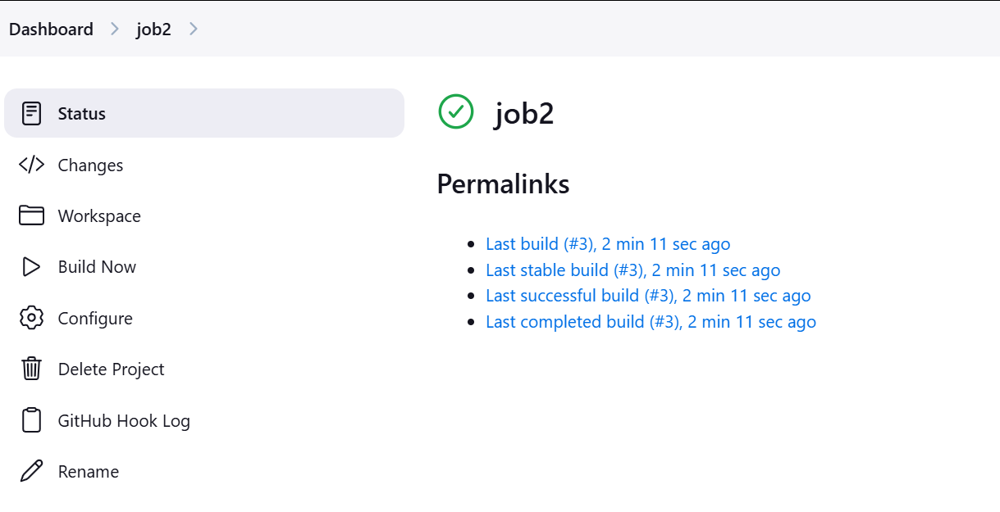 Dashboard > job2 >
Status
Changes
Workspace
Build Now
Configure
Delete Project
GitHub Hook Log
Rename
job2
Permalinks
• Last build (#3), 2 min 11 sec ago
• Last stable build (#3), 2 min 11 sec ago
• Last successful build (#3), 2 min 11 sec ago
• Last completed build (#3), 2 min 11 sec ago